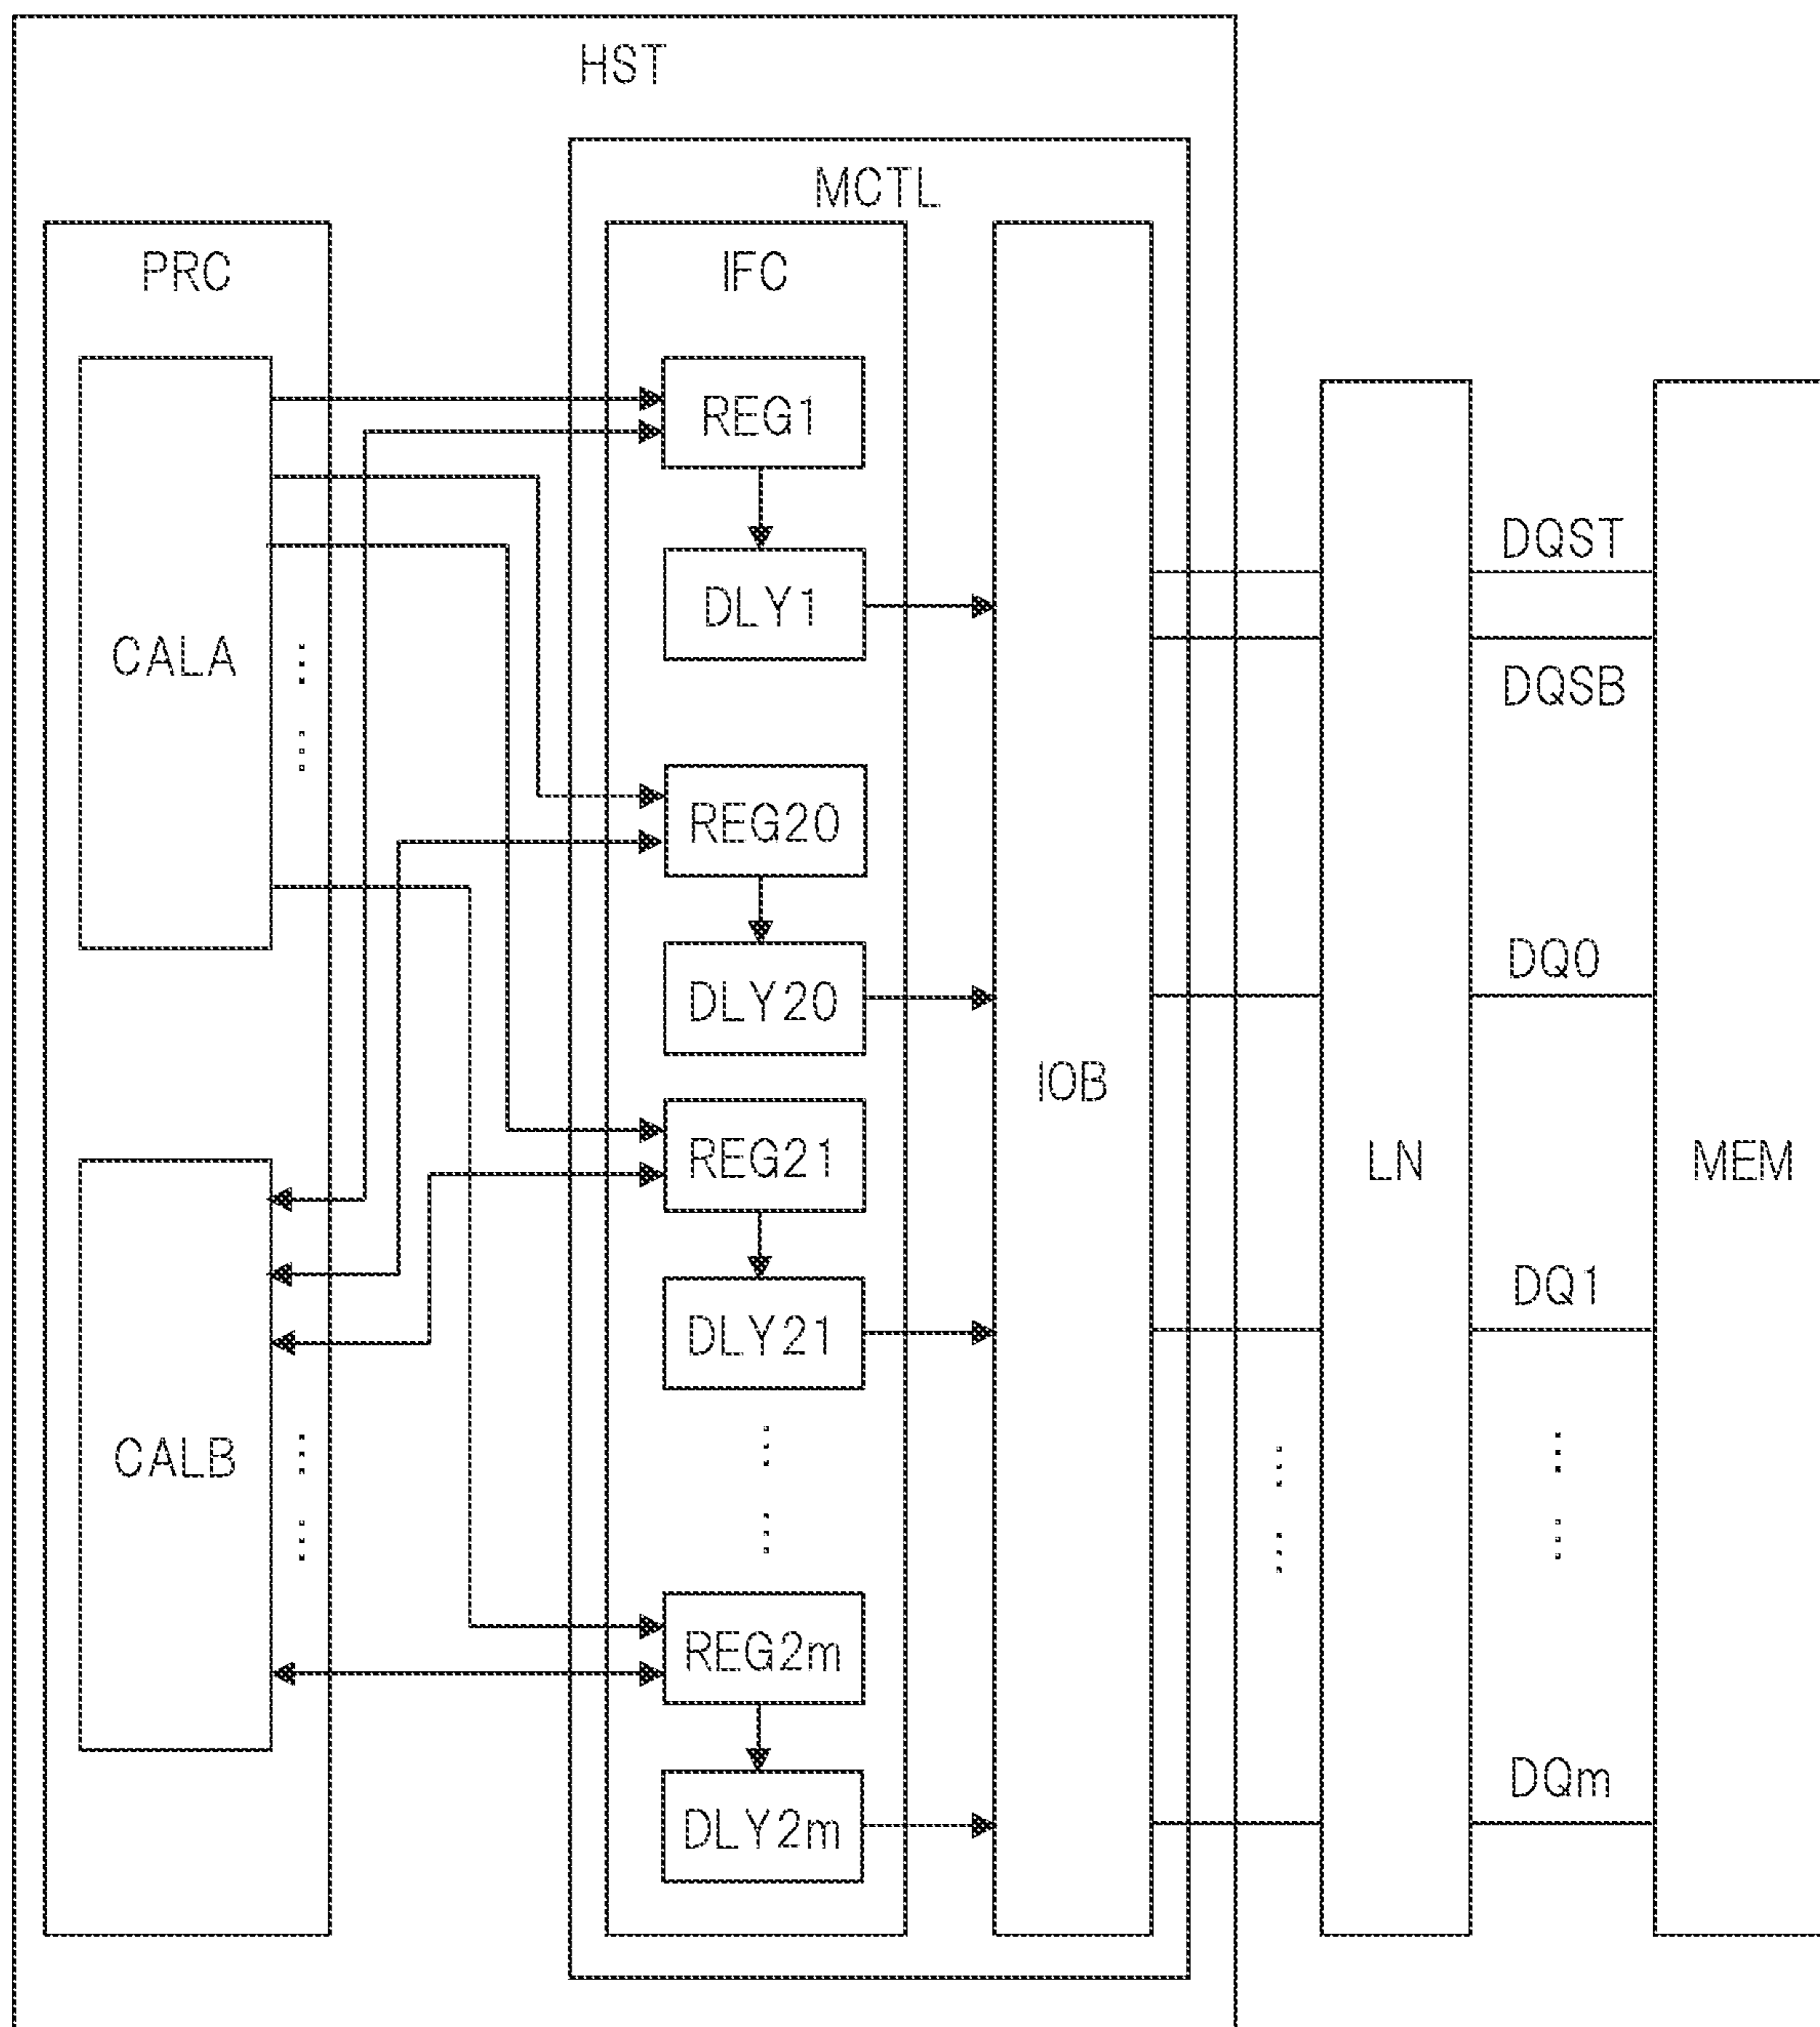 HST
MCTL
PRC
IFC
CALA
REG1
DLY1
REG20
DLY20
REG21
DLY21
REG2m
DLY2m
CALB
IOB
LN
DQST
DQSB
DQ0
DQ1
DQm
MEM